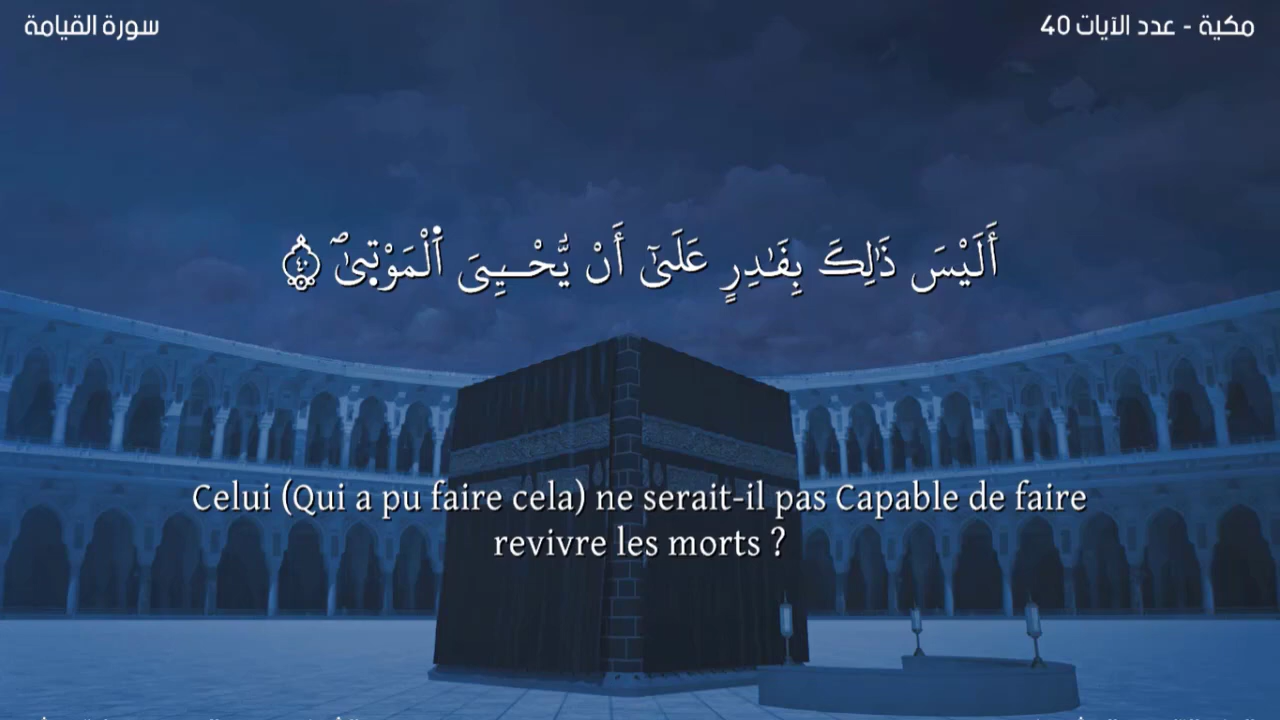 مكية - عدد الآيات 40
سورة القيامة
أَلَيْسَ ذَٰلِكَ بِقَٰدِرٍ عَلَىٰٓ أَنْ يُّحْــِۧيَ اَ۬لْمَوْت۪ىٰۖ ٤٠
Celui (Qui a pu faire cela) ne serait-il pas Capable de faire
revivre les morts ?